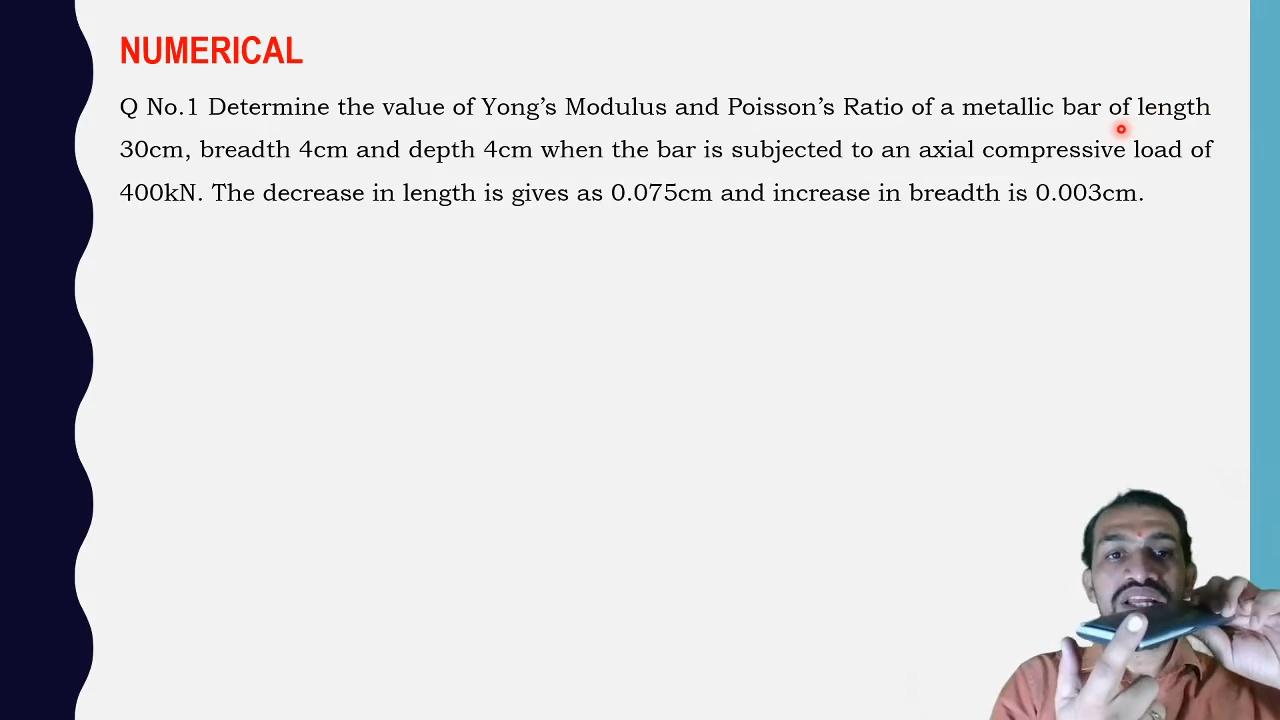 NUMERICAL
Q No.1 Determine the value of Yong's Modulus and Poisson's Ratio of a metallic bar of length
30cm, breadth 4cm and depth 4cm when the bar is subjected to an axial compressive load of
400kN. The decrease in length is gives as 0.075cm and increase in breadth is 0.003cm.